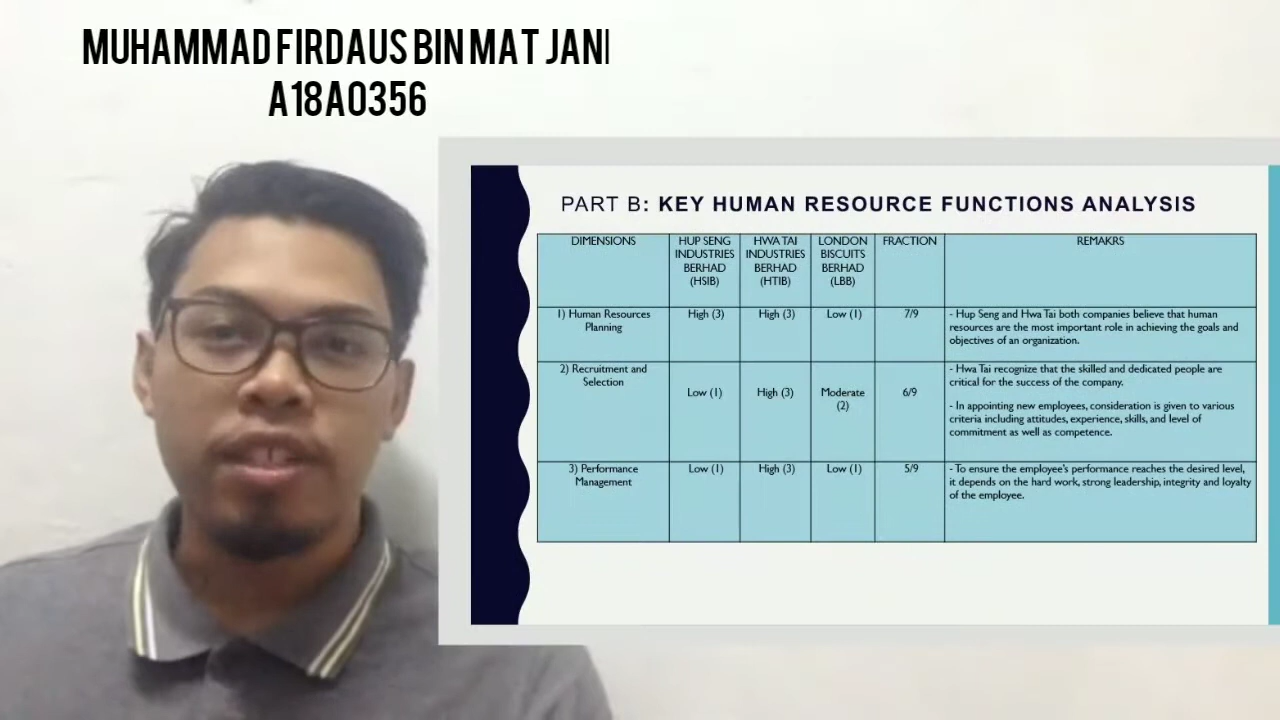 MUHAMMAD FIRDAUS BIN MAT JANI
A18A0356
PART B: KEY HUMAN RESOURCE FUNCTIONS ANALYSIS
DIMENSIONS
HUP SENG
INDUSTRIES
BERHAD
(HSIB)
HWA TAI
INDUSTRIES
BERHAD
(HTIB)
LONDON
BISCUITS
BERHAD
(LBB)
FRACTION
REMAKRS
1) Human Resources
Planning
High (3)
High (3)
Low (1)
7/9
- Hup Seng and Hwa Tai both companies believe that human
resources are the most important role in achieving the goals and
objectives of an organization.
2) Recruitment and
Selection
Low (1)
High (3)
Moderate
(2)
6/9
- Hwa Tai recognize that the skilled and dedicated people are
critical for the success of the company.
- In appointing new employees, consideration is given to various
criteria including attitudes, experience, skills, and level of
commitment as well as competence.
3) Performance
Management
Low (1)
High (3)
Low (1)
5/9
- To ensure the employee's performance reaches the desired level,
it depends on the hard work, strong leadership, integrity and loyalty
of the employee.